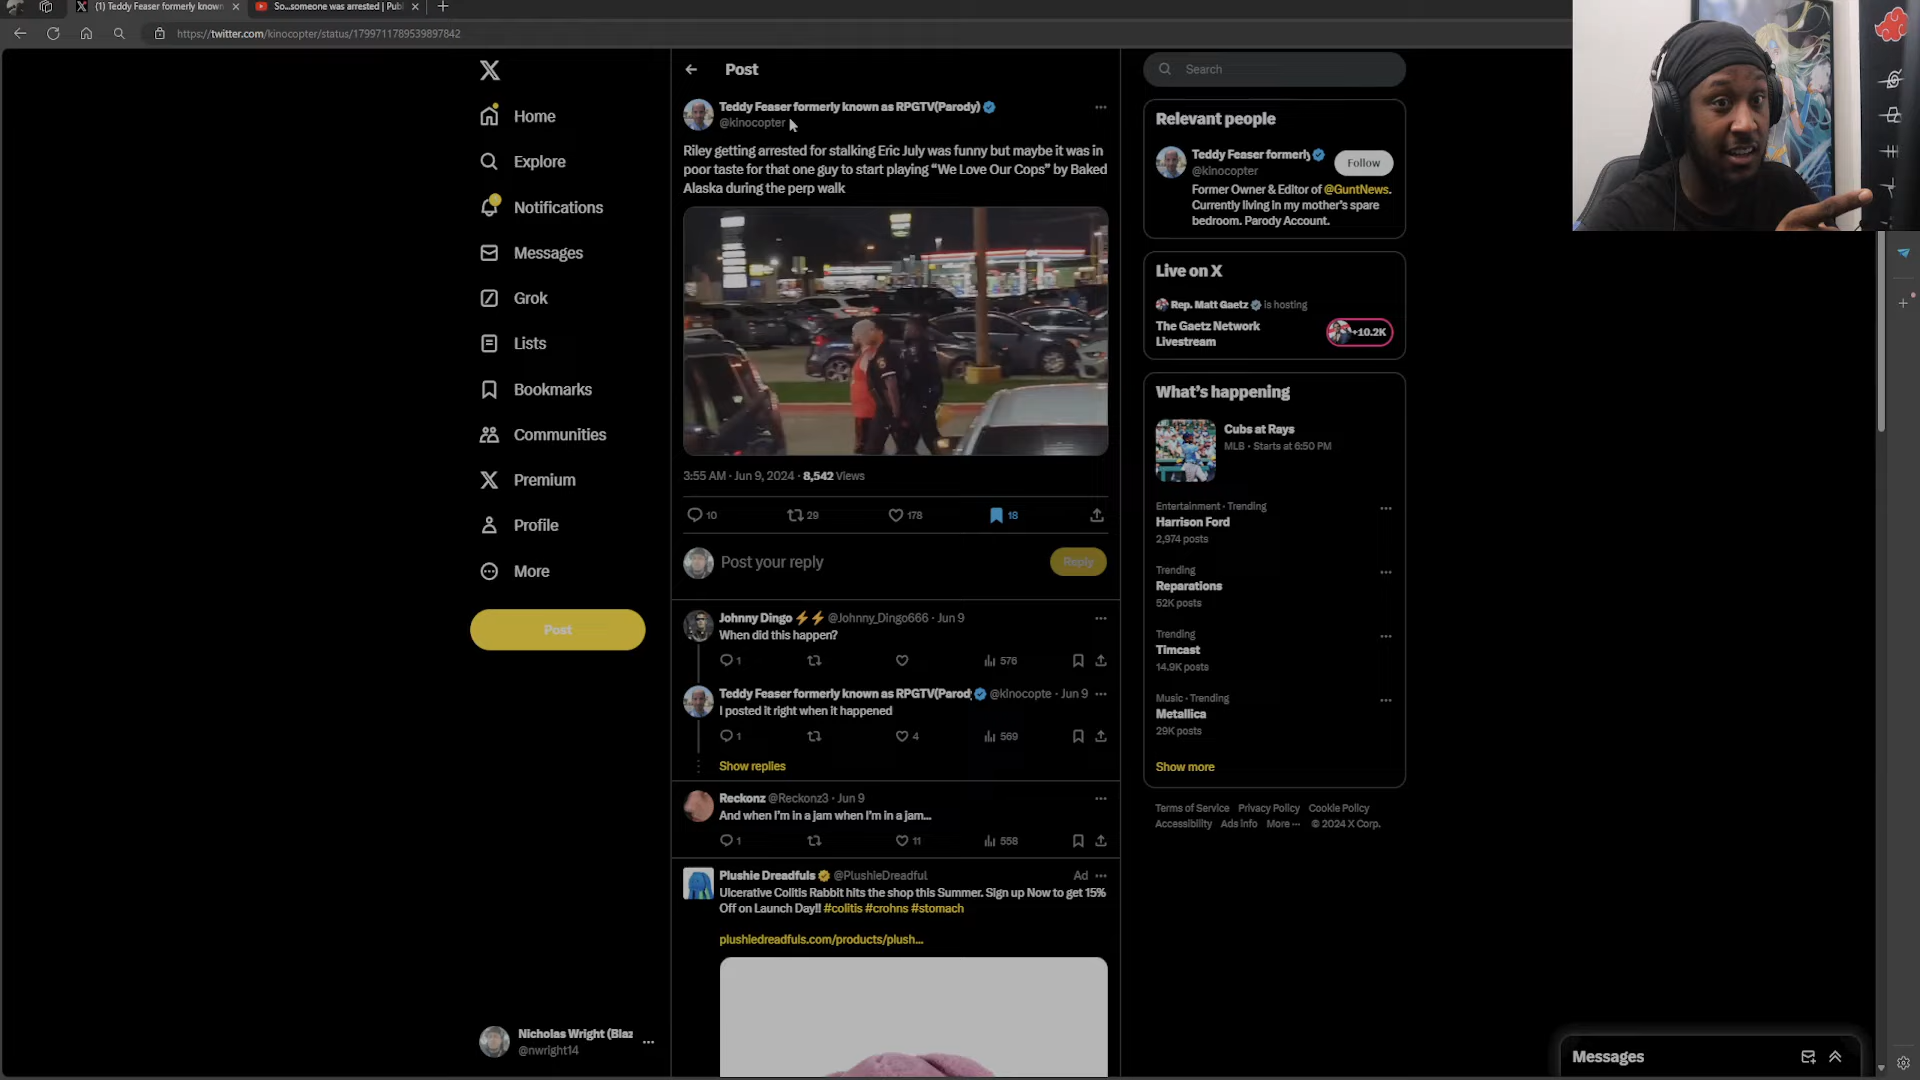 (1) Teddy Feaser formerly known
So...someone was arrested | Publ
https://twitter.com/kinocopter/status/1799711789539897842
Home
Explore
Notifications
Messages
Grok
Lists
Bookmarks
Communities
Premium
Profile
More
Post
Nicholas Wright (Blaz
@nwright14
Post
Teddy Feaser formerly known as RPGTV(Parody)
@kinocopter
Riley getting arrested for stalking Eric July was funny but maybe it was in
poor taste for that one guy to start playing “We Love Our Cops” by Baked
Alaska during the perp walk
3:55 AM · Jun 9, 2024 · 8,542 Views
10 29 178 18
Post your reply
Reply
Johnny Dingo ⚡⚡ @Johnny_Dingo666 · Jun 9
When did this happen?
1 576
Teddy Feaser formerly known as RPGTV(Parod @kinocopte · Jun 9
I posted it right when it happened
1 4 569
Show replies
Reckonz @Reckonz3 · Jun 9
And when I’m in a jam when I’m in a jam...
1 11 558
Plushie Dreadfuls @PlushieDreadful Ad
Ulcerative Colitis Rabbit hits the shop this Summer. Sign up Now to get 15%
Off on Launch Day!! #colitis #crohns #stomach
plushiedreadfuls.com/products/plush...
Search
Relevant people
Teddy Feaser formerly
@kinocopter
Follow
Former Owner & Editor of @GuntNews.
Currently living in my mother’s spare
bedroom. Parody Account.
Live on X
Rep. Matt Gaetz is hosting
The Gaetz Network
Livestream
+10.2K
What’s happening
Cubs at Rays
MLB · Starts at 6:50 PM
Entertainment · Trending
Harrison Ford
2,974 posts
Trending
Reparations
52K posts
Trending
Timcast
14.9K posts
Music · Trending
Metallica
29K posts
Show more
Terms of Service Privacy Policy Cookie Policy
Accessibility Ads info More ··· © 2024 X Corp.
Messages